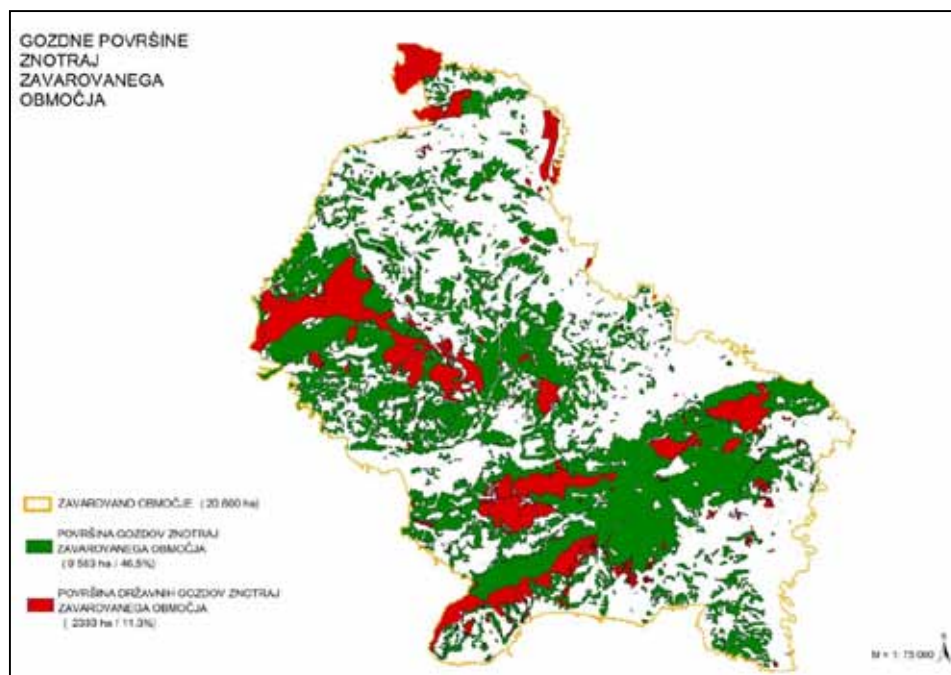 GOZDNE POVRŠINE
ZNOTRAJ
ZAVAROVANEGA
OBMOČJA
ZAVAROVANO OBMOČJE ( 20 600 ha)
POVRŠINA GOZDOV ZNOTRAJ
ZAVAROVANEGA OBMOČJA
( 9 583 ha / 46,5%)
POVRŠINA DRŽAVNIH GOZDOV ZNOTRAJ
ZAVAROVANEGA OBMOČJA
( 2393 ha / 11,3%)
M = 1: 75 000